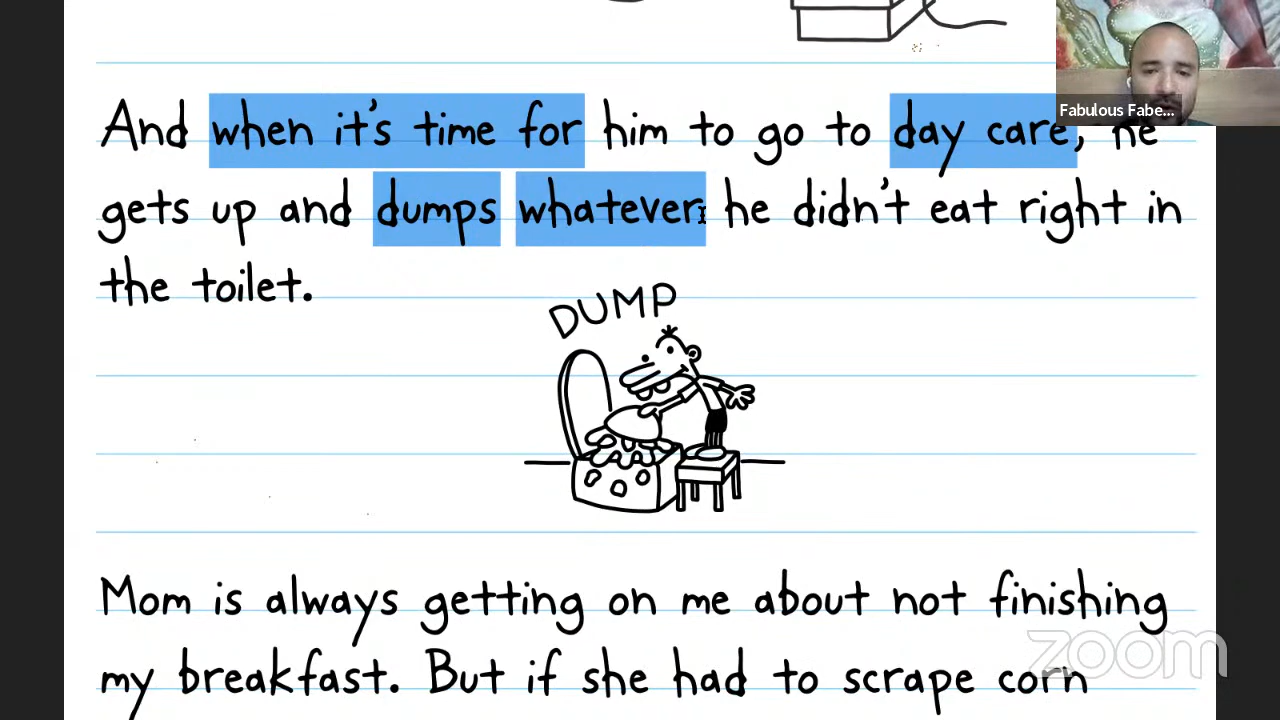 And when it's time for him to go to day care, he
Fabulous Fabe...
gets up and dumps whatever he didn't eat right in
the toilet.
DUMP
Mom is always getting on me about not finishing
my breakfast. But if she had to scrape corn
zoom